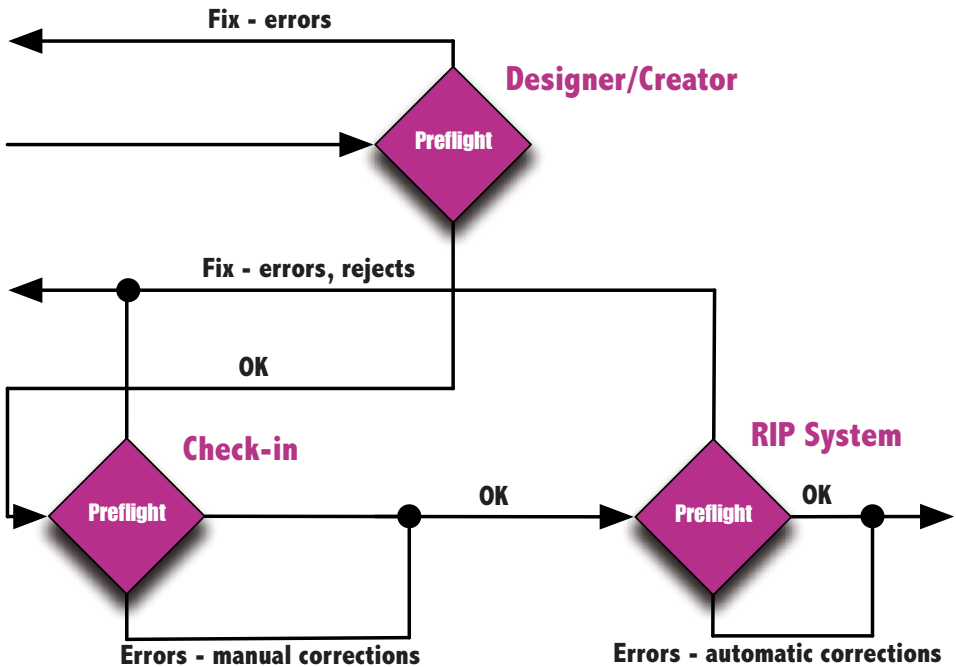 Fix - errors
Designer/Creator
Preflight
Fix - errors, rejects
OK
Check-in
RIP System
OK
OK
Preflight
Preflight
Errors - manual corrections
Errors - automatic corrections